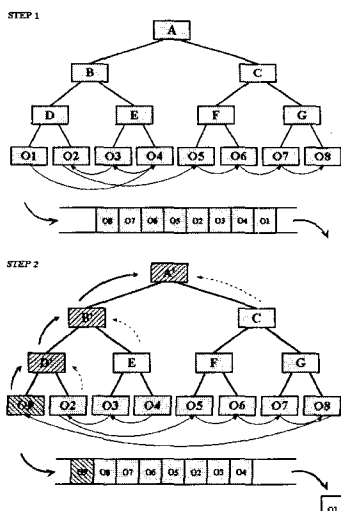 STEP 1
A
B C
D E F G
O1 O2 O3 O4 O5 O6 O7 O8
O8 O7 O6 O5 O2 O3 O4 O1
STEP 2
A'
B' C
D' E F G
O2 O3 O4 O5 O6 O7 O8
O8 O7 O6 O5 O2 O3 O4
O1